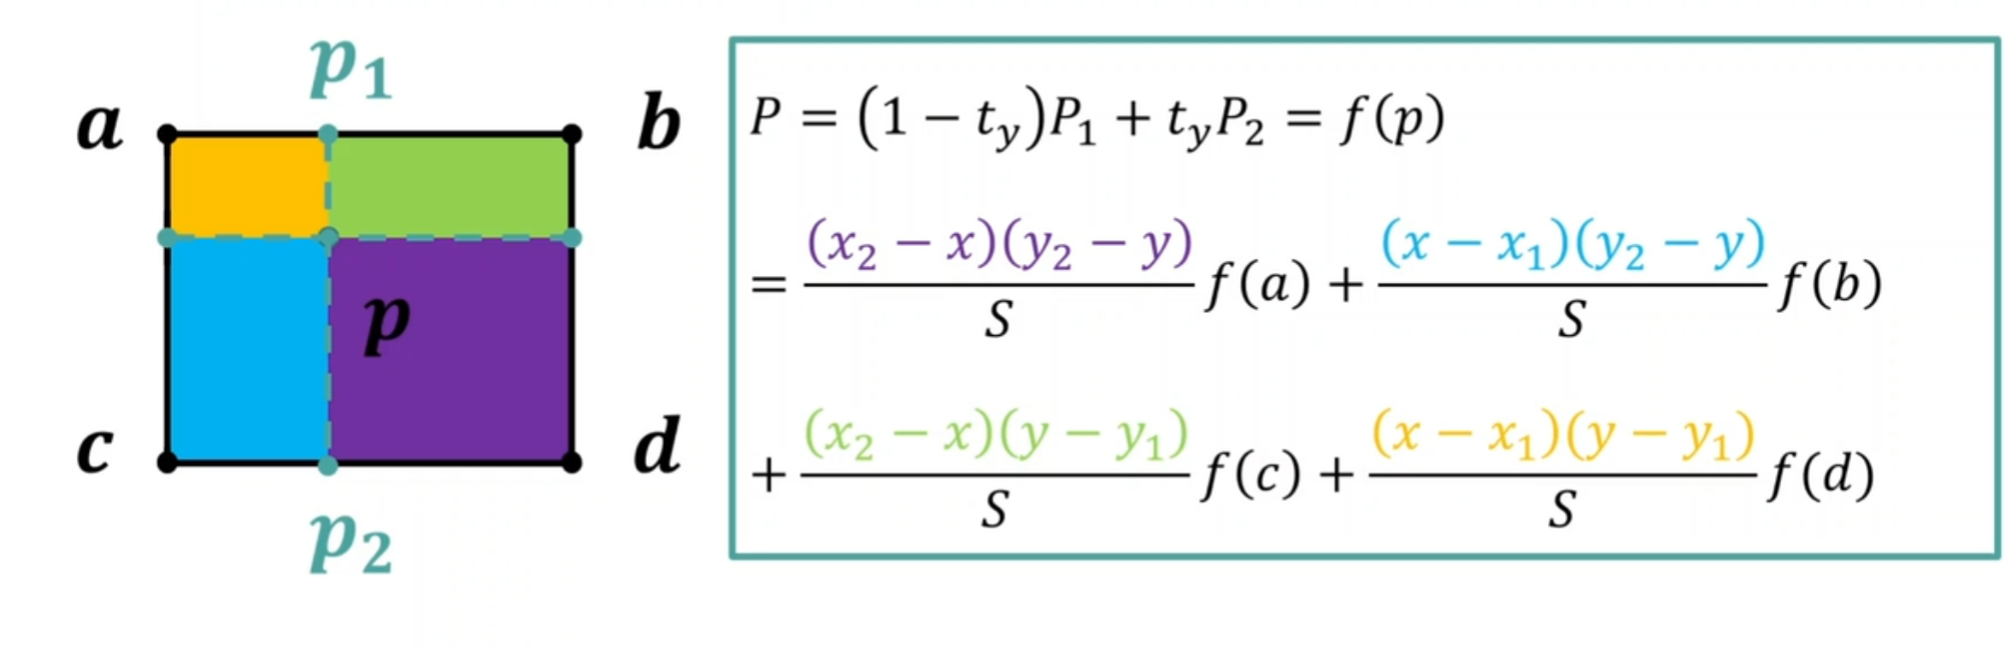 p₁
a b
p
c d
p₂
P = (1 − t_y)P₁ + t_yP₂ = f(p)
= (x₂ − x)(y₂ − y)/S f(a) + (x − x₁)(y₂ − y)/S f(b)
+ (x₂ − x)(y − y₁)/S f(c) + (x − x₁)(y − y₁)/S f(d)